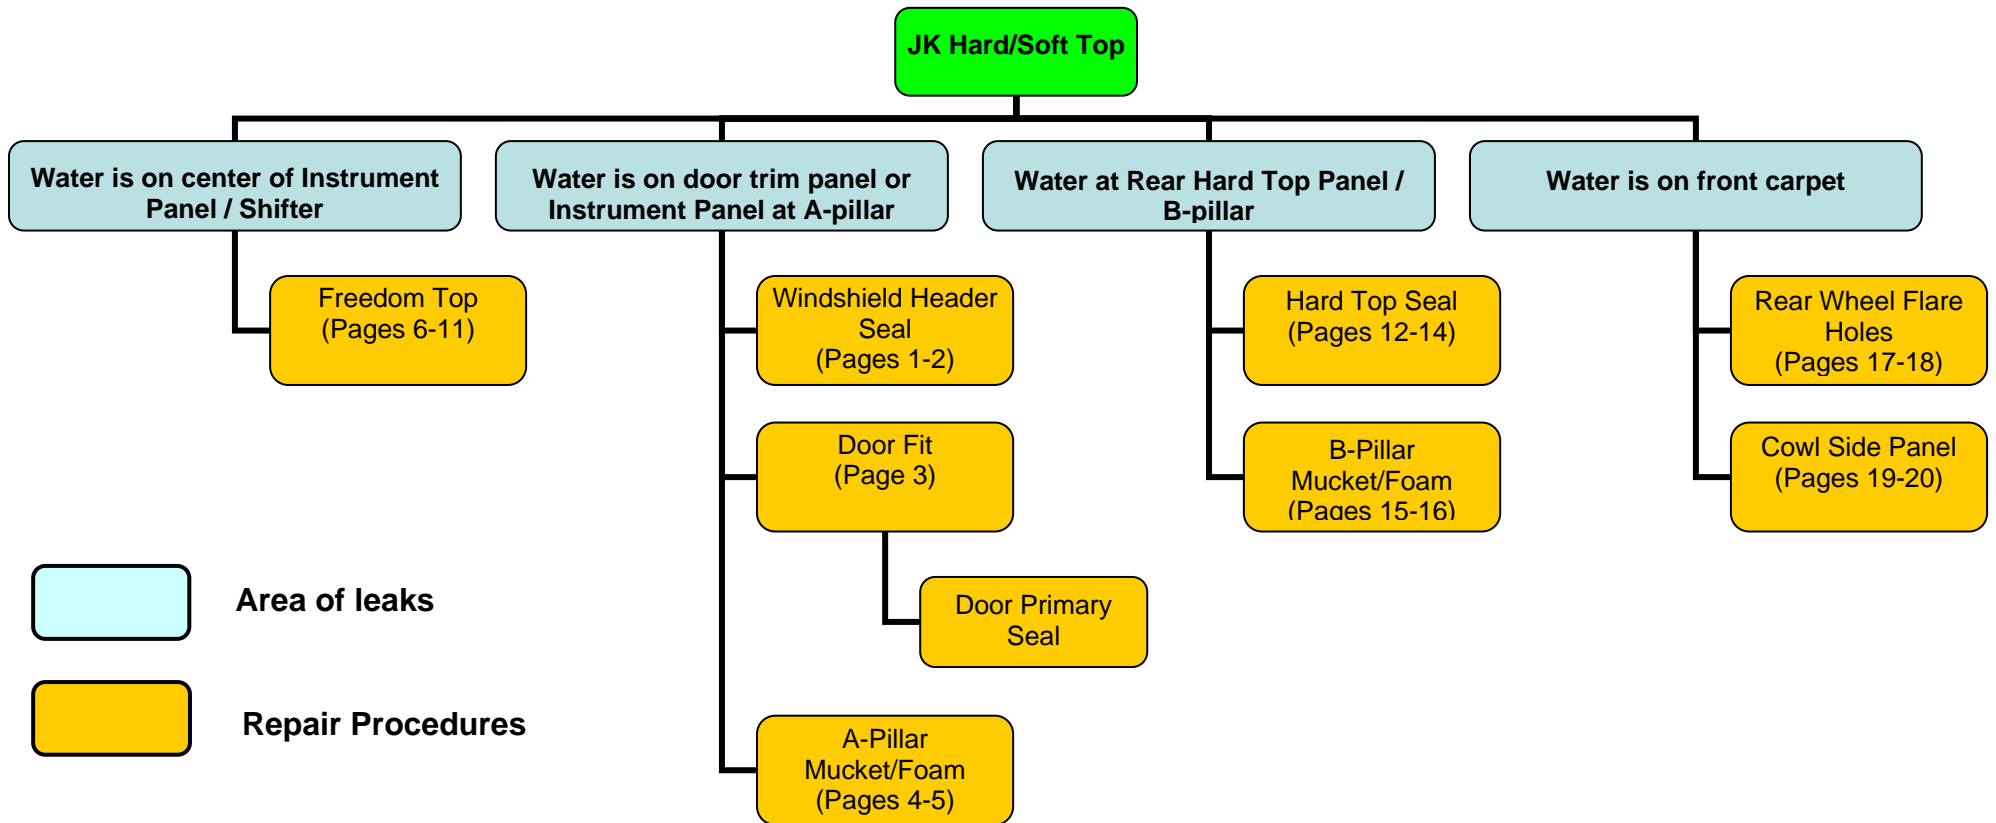 JK Hard/Soft Top
Water is on center of Instrument
Panel / Shifter
Water is on door trim panel or
Instrument Panel at A-pillar
Water at Rear Hard Top Panel /
B-pillar
Water is on front carpet
Freedom Top
(Pages 6-11)
Windshield Header
Seal
(Pages 1-2)
Hard Top Seal
(Pages 12-14)
Rear Wheel Flare
Holes
(Pages 17-18)
Door Fit
(Page 3)
B-Pillar
Mucket/Foam
(Pages 15-16)
Cowl Side Panel
(Pages 19-20)
Door Primary
Seal
A-Pillar
Mucket/Foam
(Pages 4-5)
Area of leaks
Repair Procedures